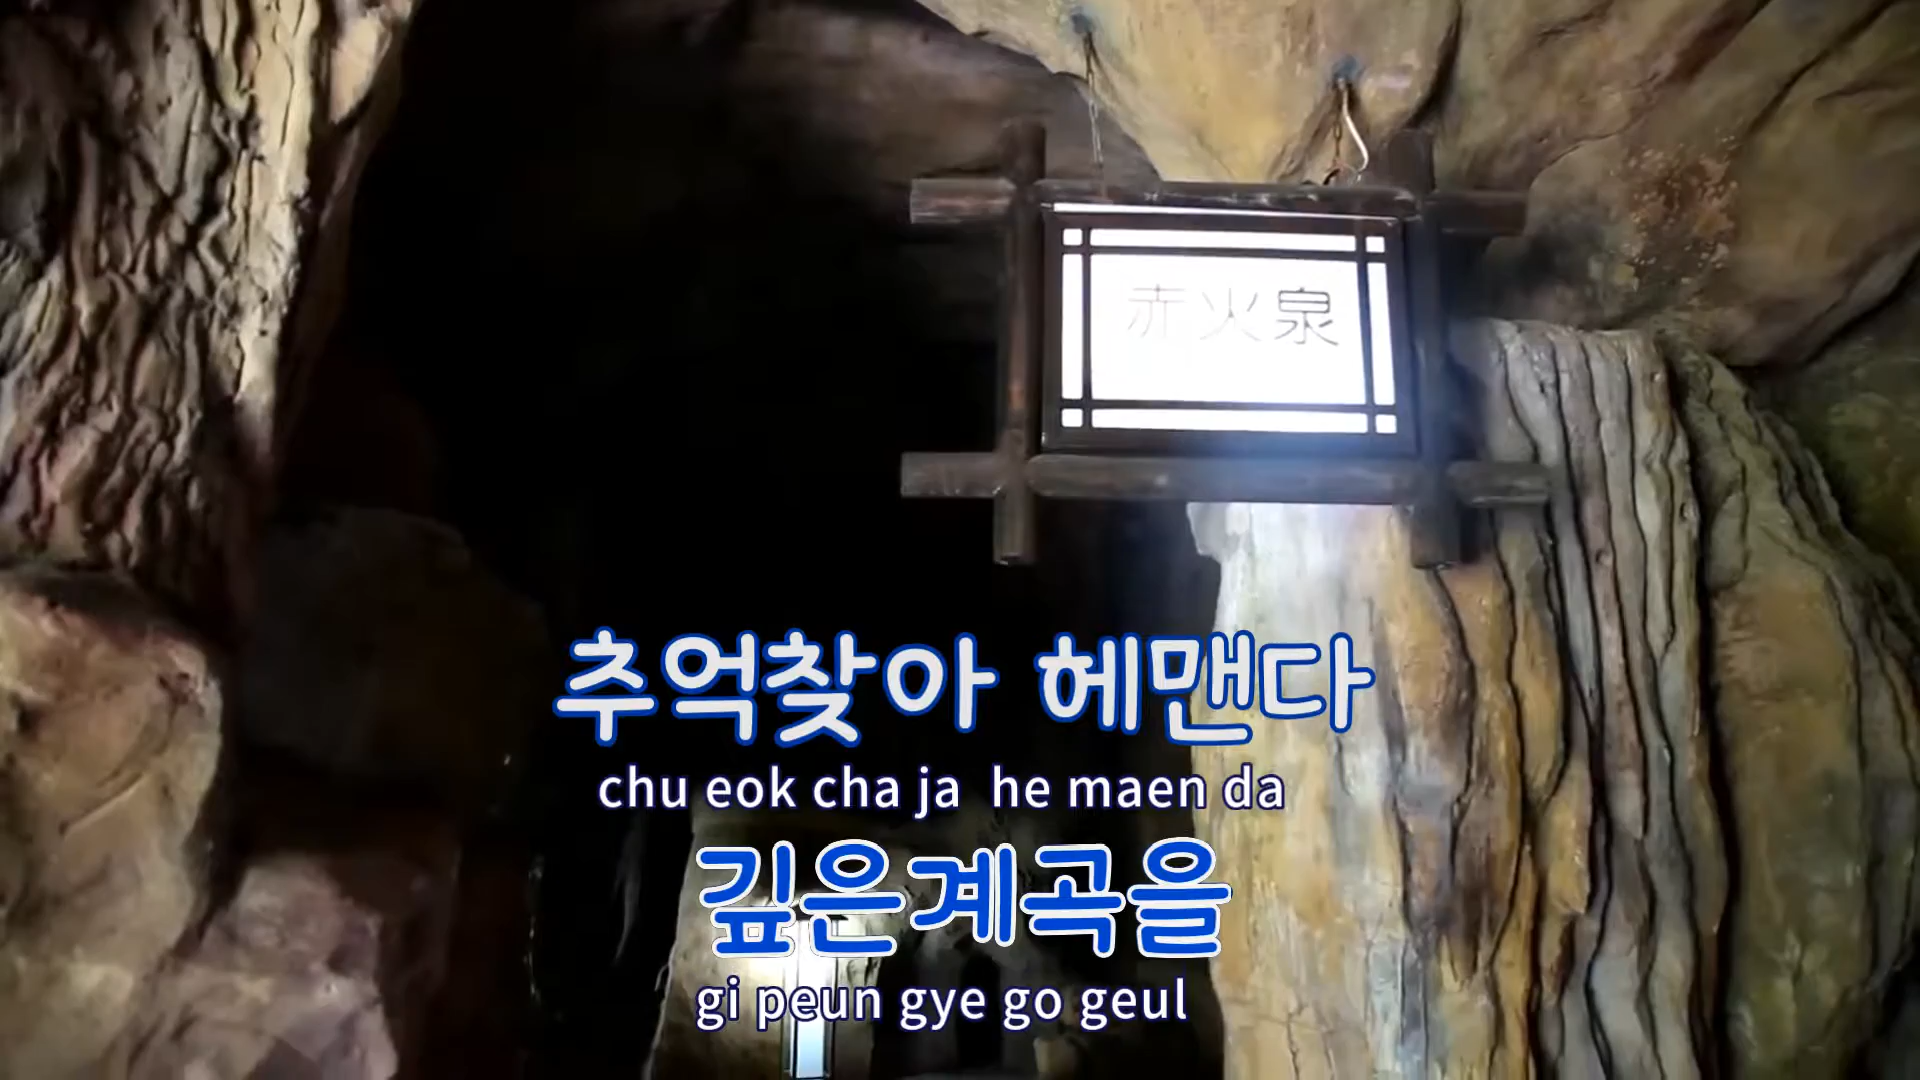 赤火泉
추억찾아 헤맨다
chu eok cha ja he maen da
깊은계곡을
gi peun gye go geul